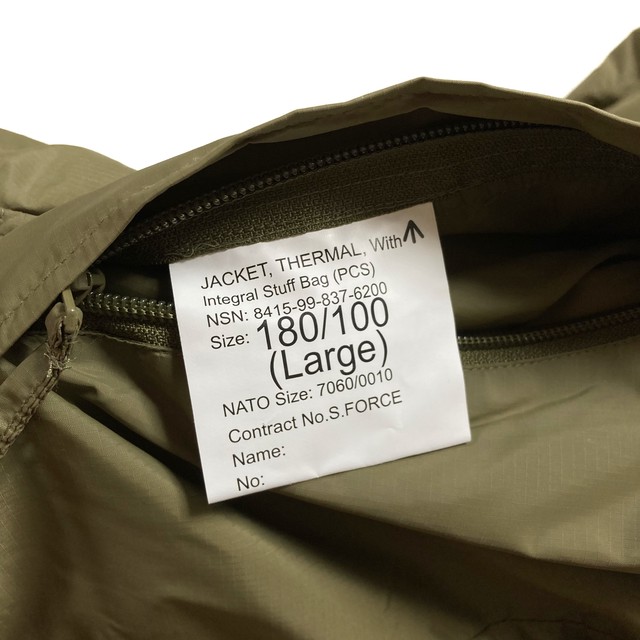 JACKET, THERMAL, With
Integral Stuff Bag (PCS)
NSN: 8415-99-837-6200
Size: 180/100
(Large)
NATO Size: 7060/0010
Contract No.S.FORCE
Name:
No: